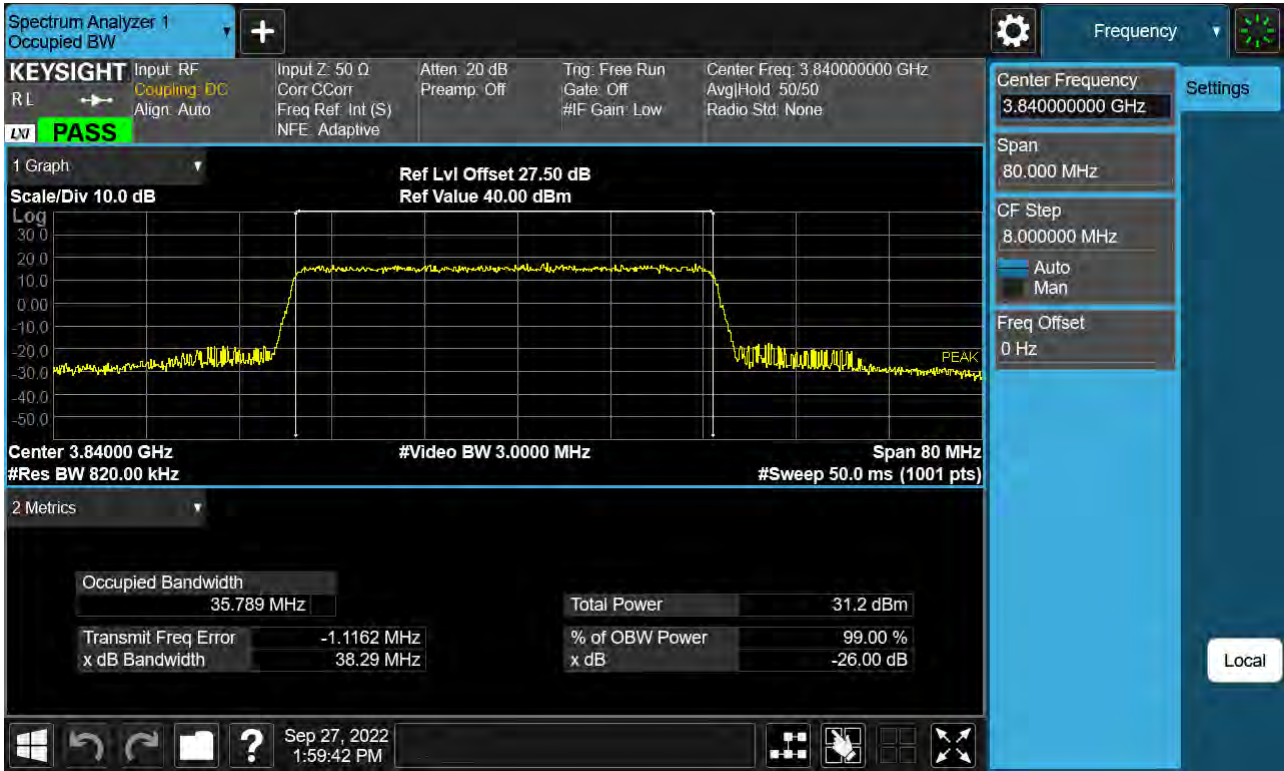 Spectrum Analyzer 1
Occupied BW
+
Frequency
KEYSIGHT
RL
LXI
PASS
Input: RF
Coupling: DC
Align: Auto
Input Z: 50 Ω
Corr CCorr
Freq Ref: Int (S)
NFE: Adaptive
Atten: 20 dB
Preamp: Off
Trig: Free Run
Gate: Off
#IF Gain: Low
Center Freq: 3.840000000 GHz
Avg|Hold: 50/50
Radio Std: None
1 Graph
Scale/Div 10.0 dB
Ref Lvl Offset 27.50 dB
Ref Value 40.00 dBm
Log
30.0
20.0
10.0
0.00
-10.0
-20.0
-30.0
-40.0
-50.0
PEAK
Center 3.84000 GHz
#Video BW 3.0000 MHz
Span 80 MHz
#Res BW 820.00 kHz
#Sweep 50.0 ms (1001 pts)
2 Metrics
Occupied Bandwidth
35.789 MHz
Transmit Freq Error -1.1162 MHz
x dB Bandwidth 38.29 MHz
Total Power 31.2 dBm
% of OBW Power 99.00 %
x dB -26.00 dB
Center Frequency
3.840000000 GHz
Span
80.000 MHz
CF Step
8.000000 MHz
Auto
Man
Freq Offset
0 Hz
Settings
Local
?
Sep 27, 2022
1:59:42 PM